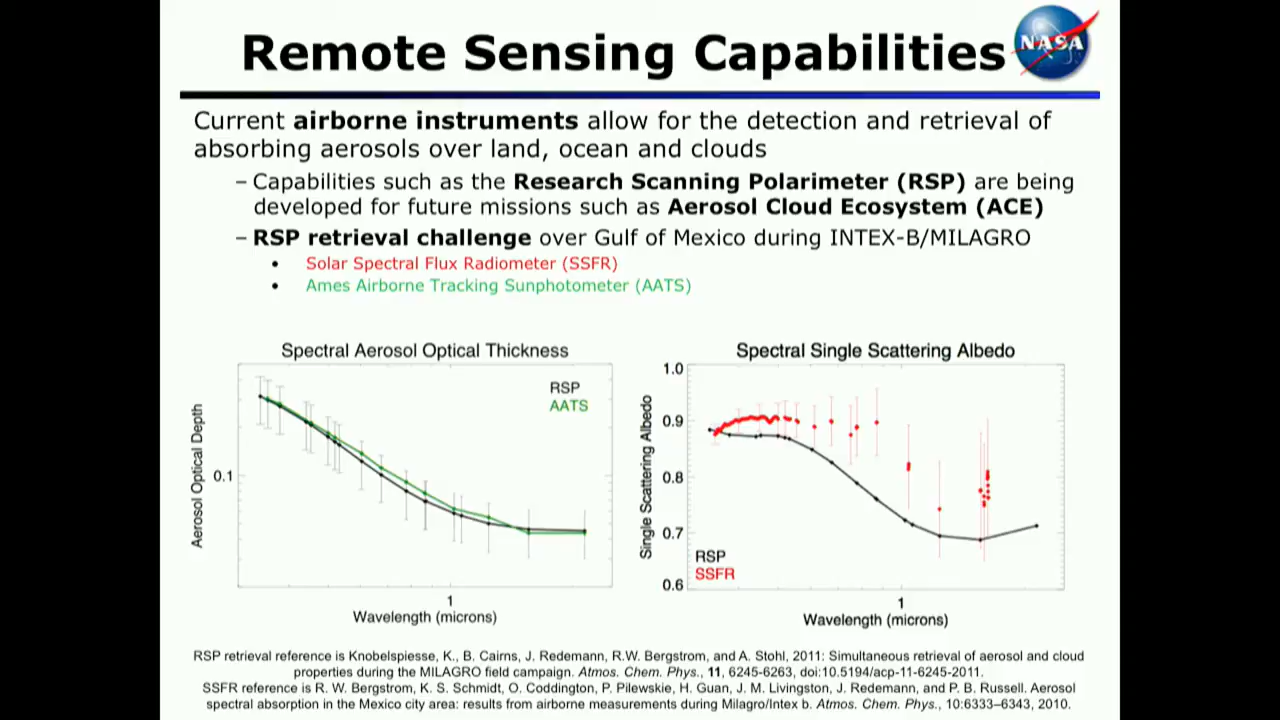 Remote Sensing Capabilities
NASA
Current airborne instruments allow for the detection and retrieval of
absorbing aerosols over land, ocean and clouds
– Capabilities such as the Research Scanning Polarimeter (RSP) are being
developed for future missions such as Aerosol Cloud Ecosystem (ACE)
– RSP retrieval challenge over Gulf of Mexico during INTEX-B/MILAGRO
• Solar Spectral Flux Radiometer (SSFR)
• Ames Airborne Tracking Sunphotometer (AATS)
Spectral Aerosol Optical Thickness
RSP
AATS
Aerosol Optical Depth
0.1
1
Wavelength (microns)
Spectral Single Scattering Albedo
1.0
0.9
0.8
0.7
0.6
Single Scattering Albedo
RSP
SSFR
1
Wavelength (microns)
RSP retrieval reference is Knobelspiesse, K., B. Cairns, J. Redemann, R.W. Bergstrom, and A. Stohl, 2011: Simultaneous retrieval of aerosol and cloud
properties during the MILAGRO field campaign. Atmos. Chem. Phys., 11, 6245-6263, doi:10.5194/acp-11-6245-2011.
SSFR reference is R. W. Bergstrom, K. S. Schmidt, O. Coddington, P. Pilewskie, H. Guan, J. M. Livingston, J. Redemann, and P. B. Russell. Aerosol
spectral absorption in the Mexico city area: results from airborne measurements during Milagro/Intex b. Atmos. Chem. Phys., 10:6333–6343, 2010.